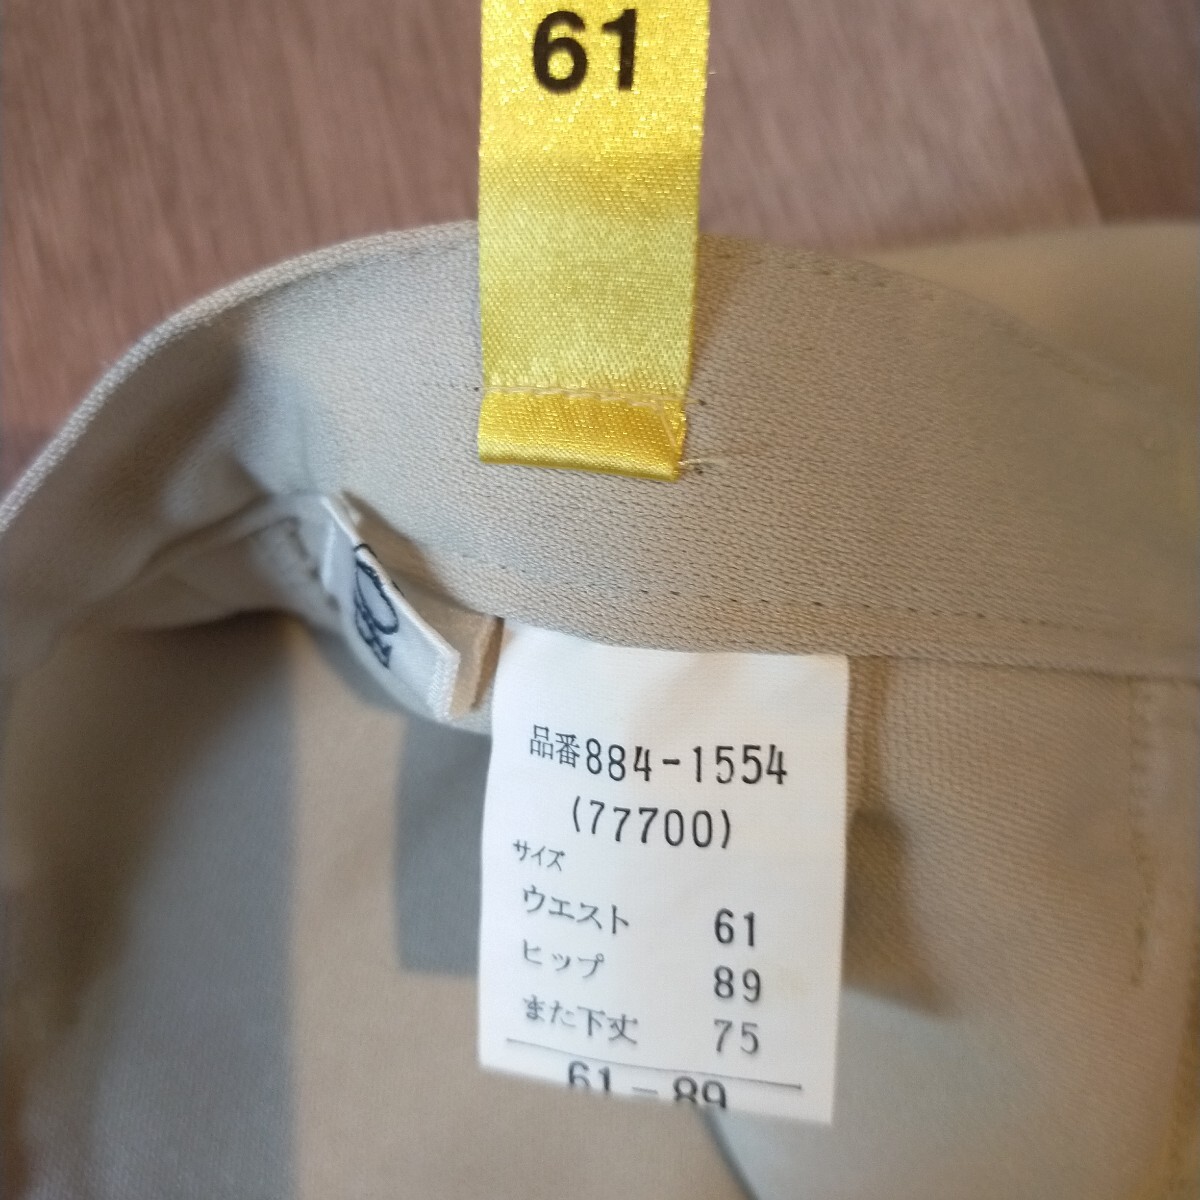 61
品番884-1554
(77700)
サイズ
ウエスト 61
ヒップ 89
また下丈 75
61-89